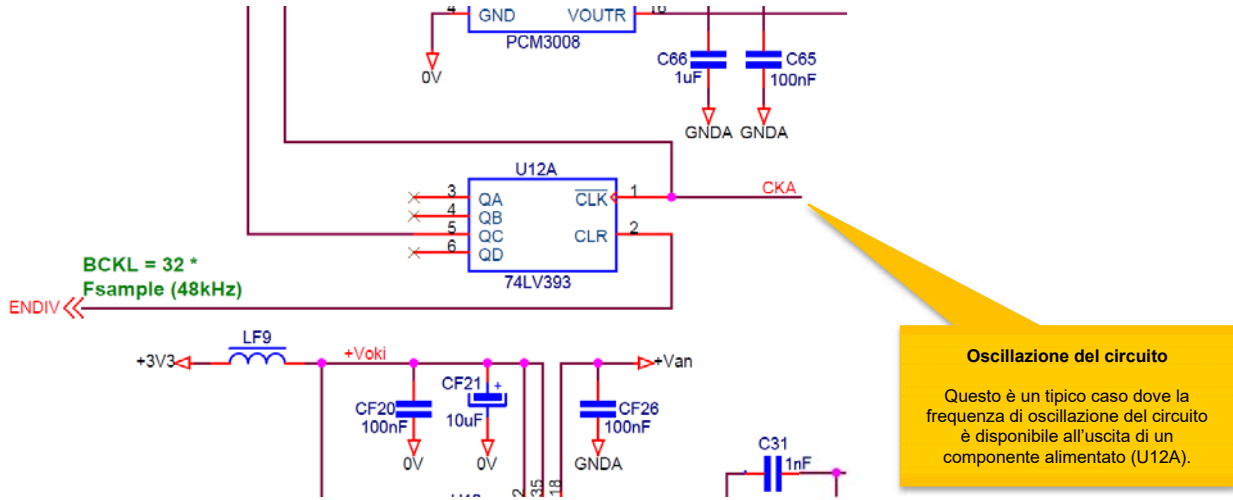 4 GND VOUTR 16
PCM3008
0V
C66
1uF
C65
100nF
GNDA GNDA
U12A
3 QA CLK 1
4 QB
5 QC CLR 2
6 QD
74LV393
CKA
BCKL = 32 *
Fsample (48kHz)
ENDIV
LF9
+3V3
+Voki
+Van
CF20
100nF
CF21 +
10uF
CF26
100nF
0V
0V
GNDA
2
35
18
C31
1nF
Oscillazione del circuito
Questo è un tipico caso dove la
frequenza di oscillazione del circuito
è disponibile all'uscita di un
componente alimentato (U12A).